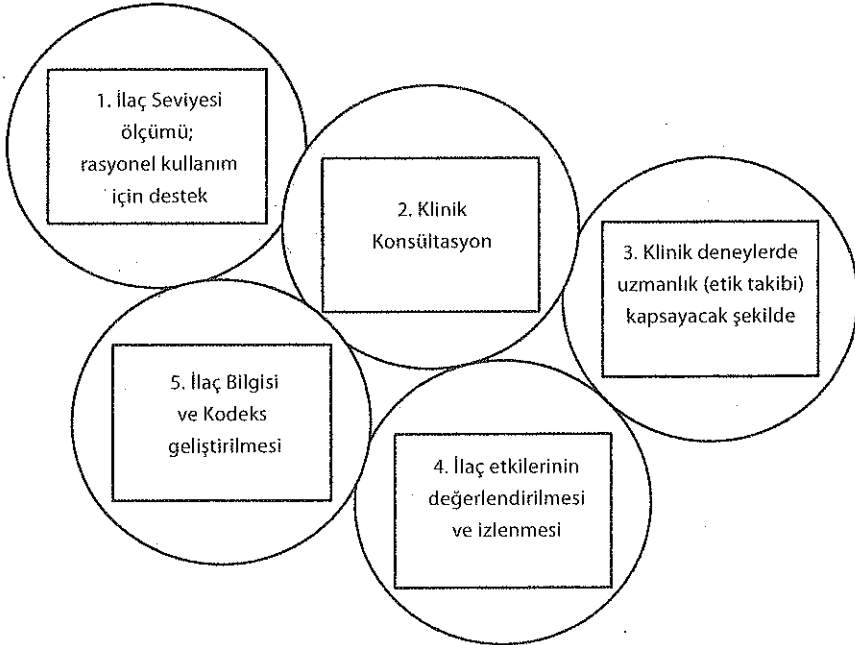 1. İlaç Seviyesi
ölçümü;
rasyonel kullanım
için destek
2. Klinik
Konsültasyon
3. Klinik deneylerde
uzmanlık (etik takibi)
kapsayacak şekilde
4. İlaç etkilerinin
değerlendirilmesi
ve izlenmesi
5. İlaç Bilgisi
ve Kodeks
geliştirilmesi